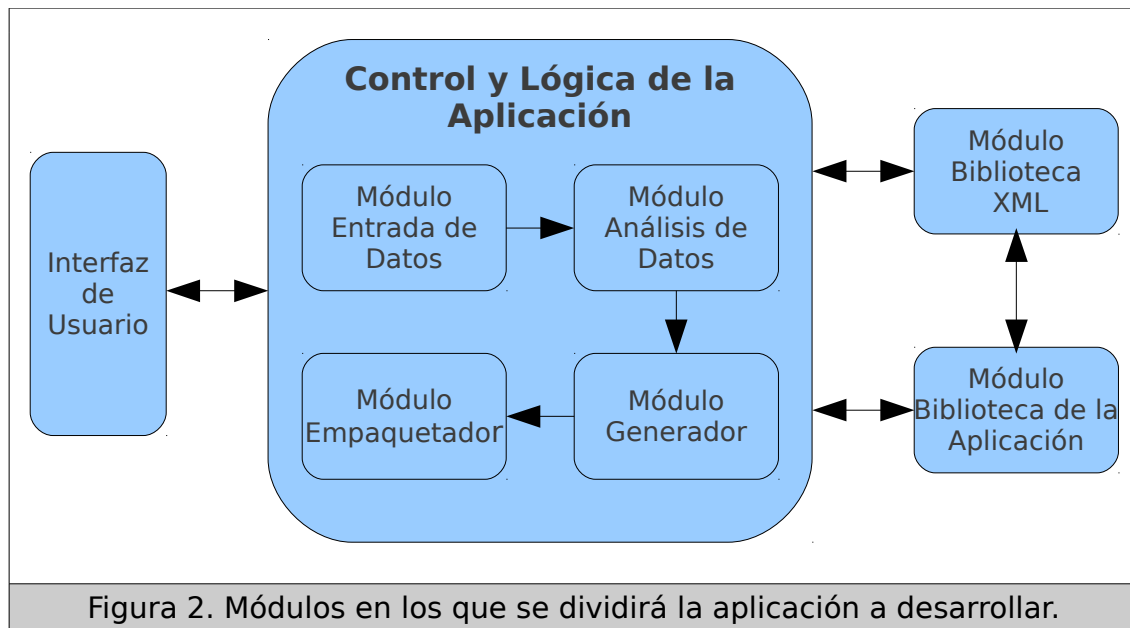 Control y Lógica de la
Aplicación
Interfaz
de
Usuario
Módulo
Entrada de
Datos
Módulo
Análisis de
Datos
Módulo
Empaquetador
Módulo
Generador
Módulo
Biblioteca
XML
Módulo
Biblioteca de la
Aplicación
Figura 2. Módulos en los que se dividirá la aplicación a desarrollar.